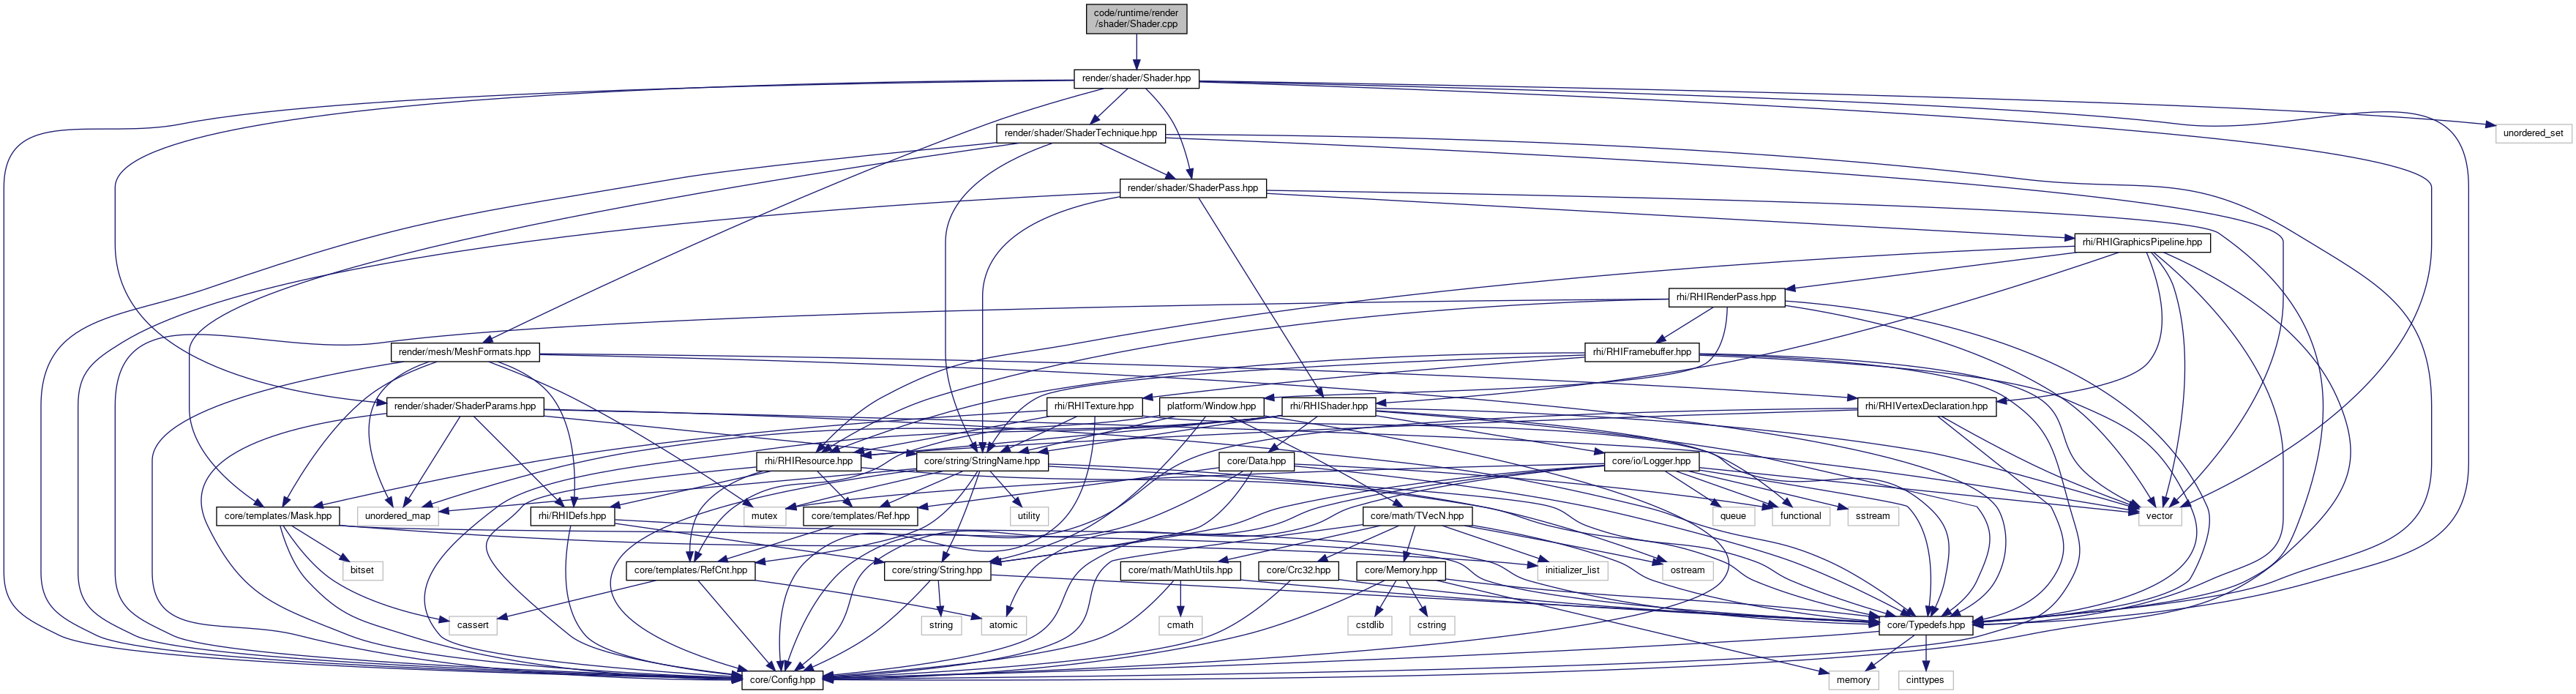 code/runtime/render
/shader/Shader.cpp
render/shader/Shader.hpp
render/shader/ShaderTechnique.hpp
unordered_set
render/shader/ShaderPass.hpp
rhi/RHIGraphicsPipeline.hpp
rhi/RHIRenderPass.hpp
render/mesh/MeshFormats.hpp
rhi/RHIFramebuffer.hpp
render/shader/ShaderParams.hpp
rhi/RHITexture.hpp
platform/Window.hpp
rhi/RHIShader.hpp
rhi/RHIVertexDeclaration.hpp
rhi/RHIResource.hpp
core/string/StringName.hpp
core/Data.hpp
core/io/Logger.hpp
core/templates/Mask.hpp
unordered_map
rhi/RHIDefs.hpp
mutex
core/templates/Ref.hpp
utility
core/math/TVecN.hpp
queue
functional
sstream
vector
bitset
core/templates/RefCnt.hpp
core/string/String.hpp
core/math/MathUtils.hpp
core/Crc32.hpp
core/Memory.hpp
initializer_list
ostream
cassert
string
atomic
cmath
cstdlib
cstring
core/Typedefs.hpp
core/Config.hpp
memory
cinttypes